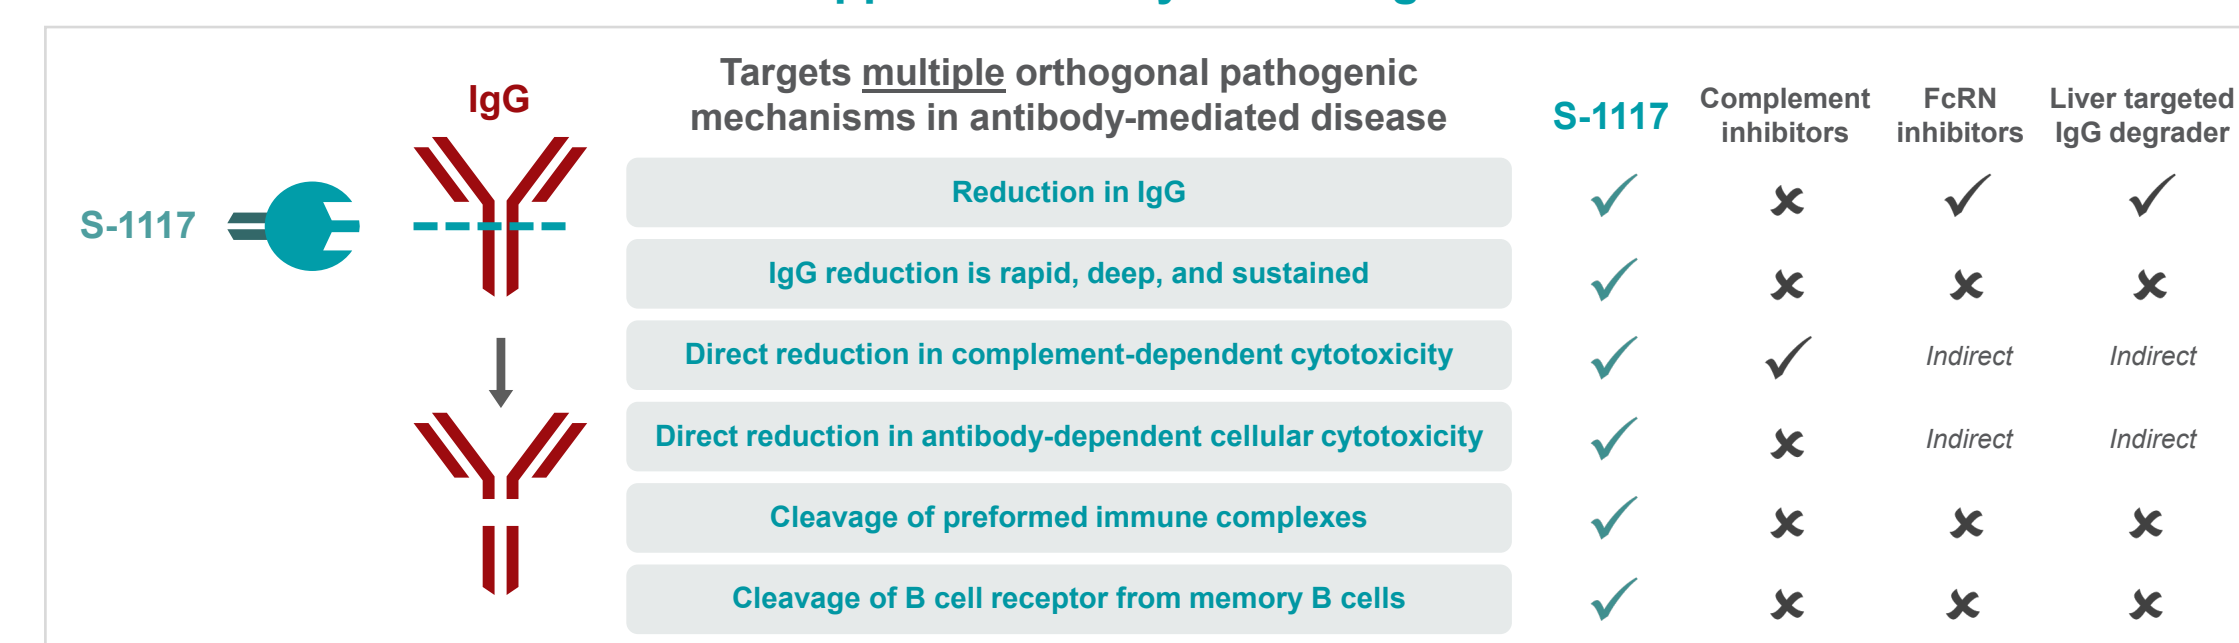 Targets multiple orthogonal pathogenic
mechanisms in antibody-mediated disease
S-1117
Complement
inhibitors
FcRN
inhibitors
Liver targeted
IgG degrader
IgG
S-1117
Reduction in IgG
IgG reduction is rapid, deep, and sustained
Direct reduction in complement-dependent cytotoxicity
Indirect
Indirect
Direct reduction in antibody-dependent cellular cytotoxicity
Indirect
Indirect
Cleavage of preformed immune complexes
Cleavage of B cell receptor from memory B cells